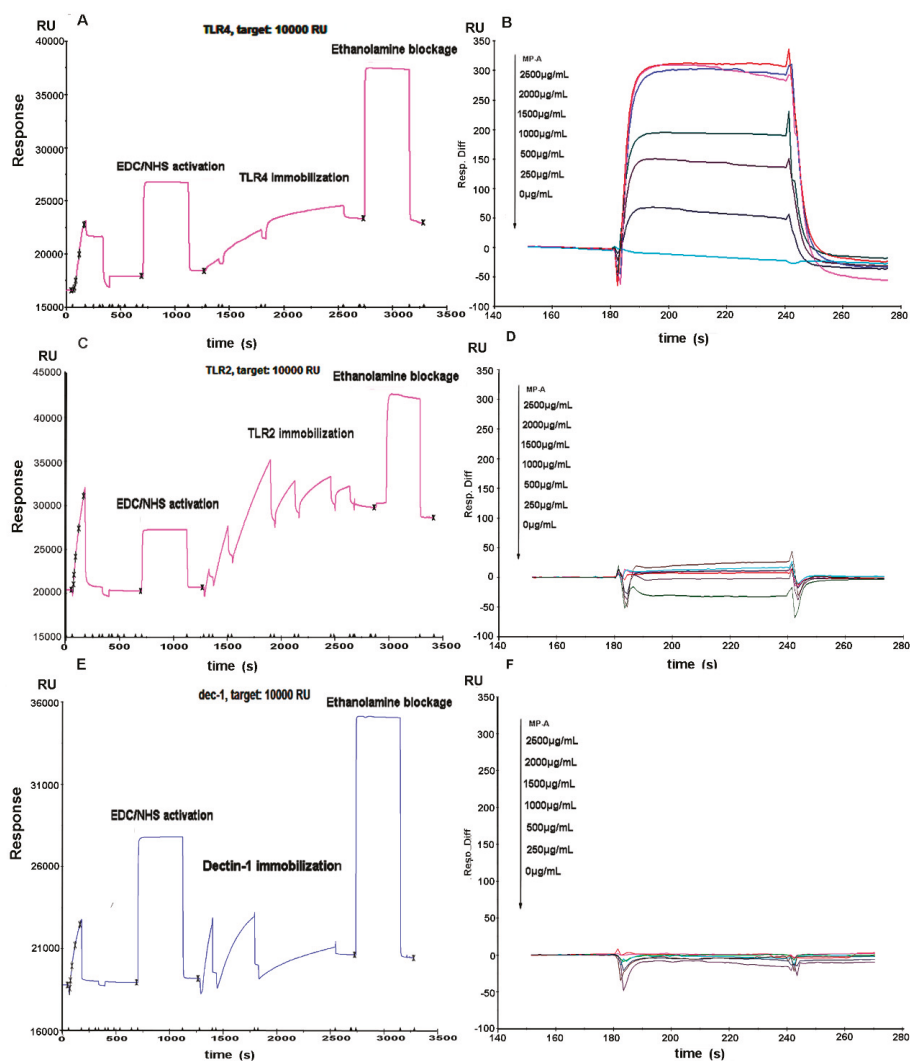 A
RU
TLR4, target: 10000 RU
Ethanolamine blockage
EDC/NHS activation
TLR4 immobilization
Response
40000
35000
30000
25000
20000
15000
0 500 1000 1500 2000 2500 3000 3500
time (s)
B
RU
MP-A
2500µg/mL
2000µg/mL
1500µg/mL
1000µg/mL
500µg/mL
250µg/mL
0µg/mL
Resp. Diff
350
300
250
200
150
100
50
0
-50
-100
140 160 180 200 220 240 260 280
time (s)
C
RU
TLR2, target: 10000 RU
Ethanolamine blockage
TLR2 immobilization
EDC/NHS activation
Response
45000
40000
35000
30000
25000
20000
15000
0 500 1000 1500 2000 2500 3000 3500
time (s)
D
RU
MP-A
2500µg/mL
2000µg/mL
1500µg/mL
1000µg/mL
500µg/mL
250µg/mL
0µg/mL
Resp. Diff
350
300
250
200
150
100
50
0
-50
-100
140 160 180 200 220 240 260 280
time (s)
E
RU
dec-1, target: 10000 RU
Ethanolamine blockage
EDC/NHS activation
Dectin-1 immobilization
Response
36000
31000
26000
21000
16000
0 500 1000 1500 2000 2500 3000 3500
time (s)
F
RU
MP-A
2500µg/mL
2000µg/mL
1500µg/mL
1000µg/mL
500µg/mL
250µg/mL
0µg/mL
Resp. Diff
350
300
250
200
150
100
50
0
-50
-100
140 160 180 200 220 240 260 280
time (s)